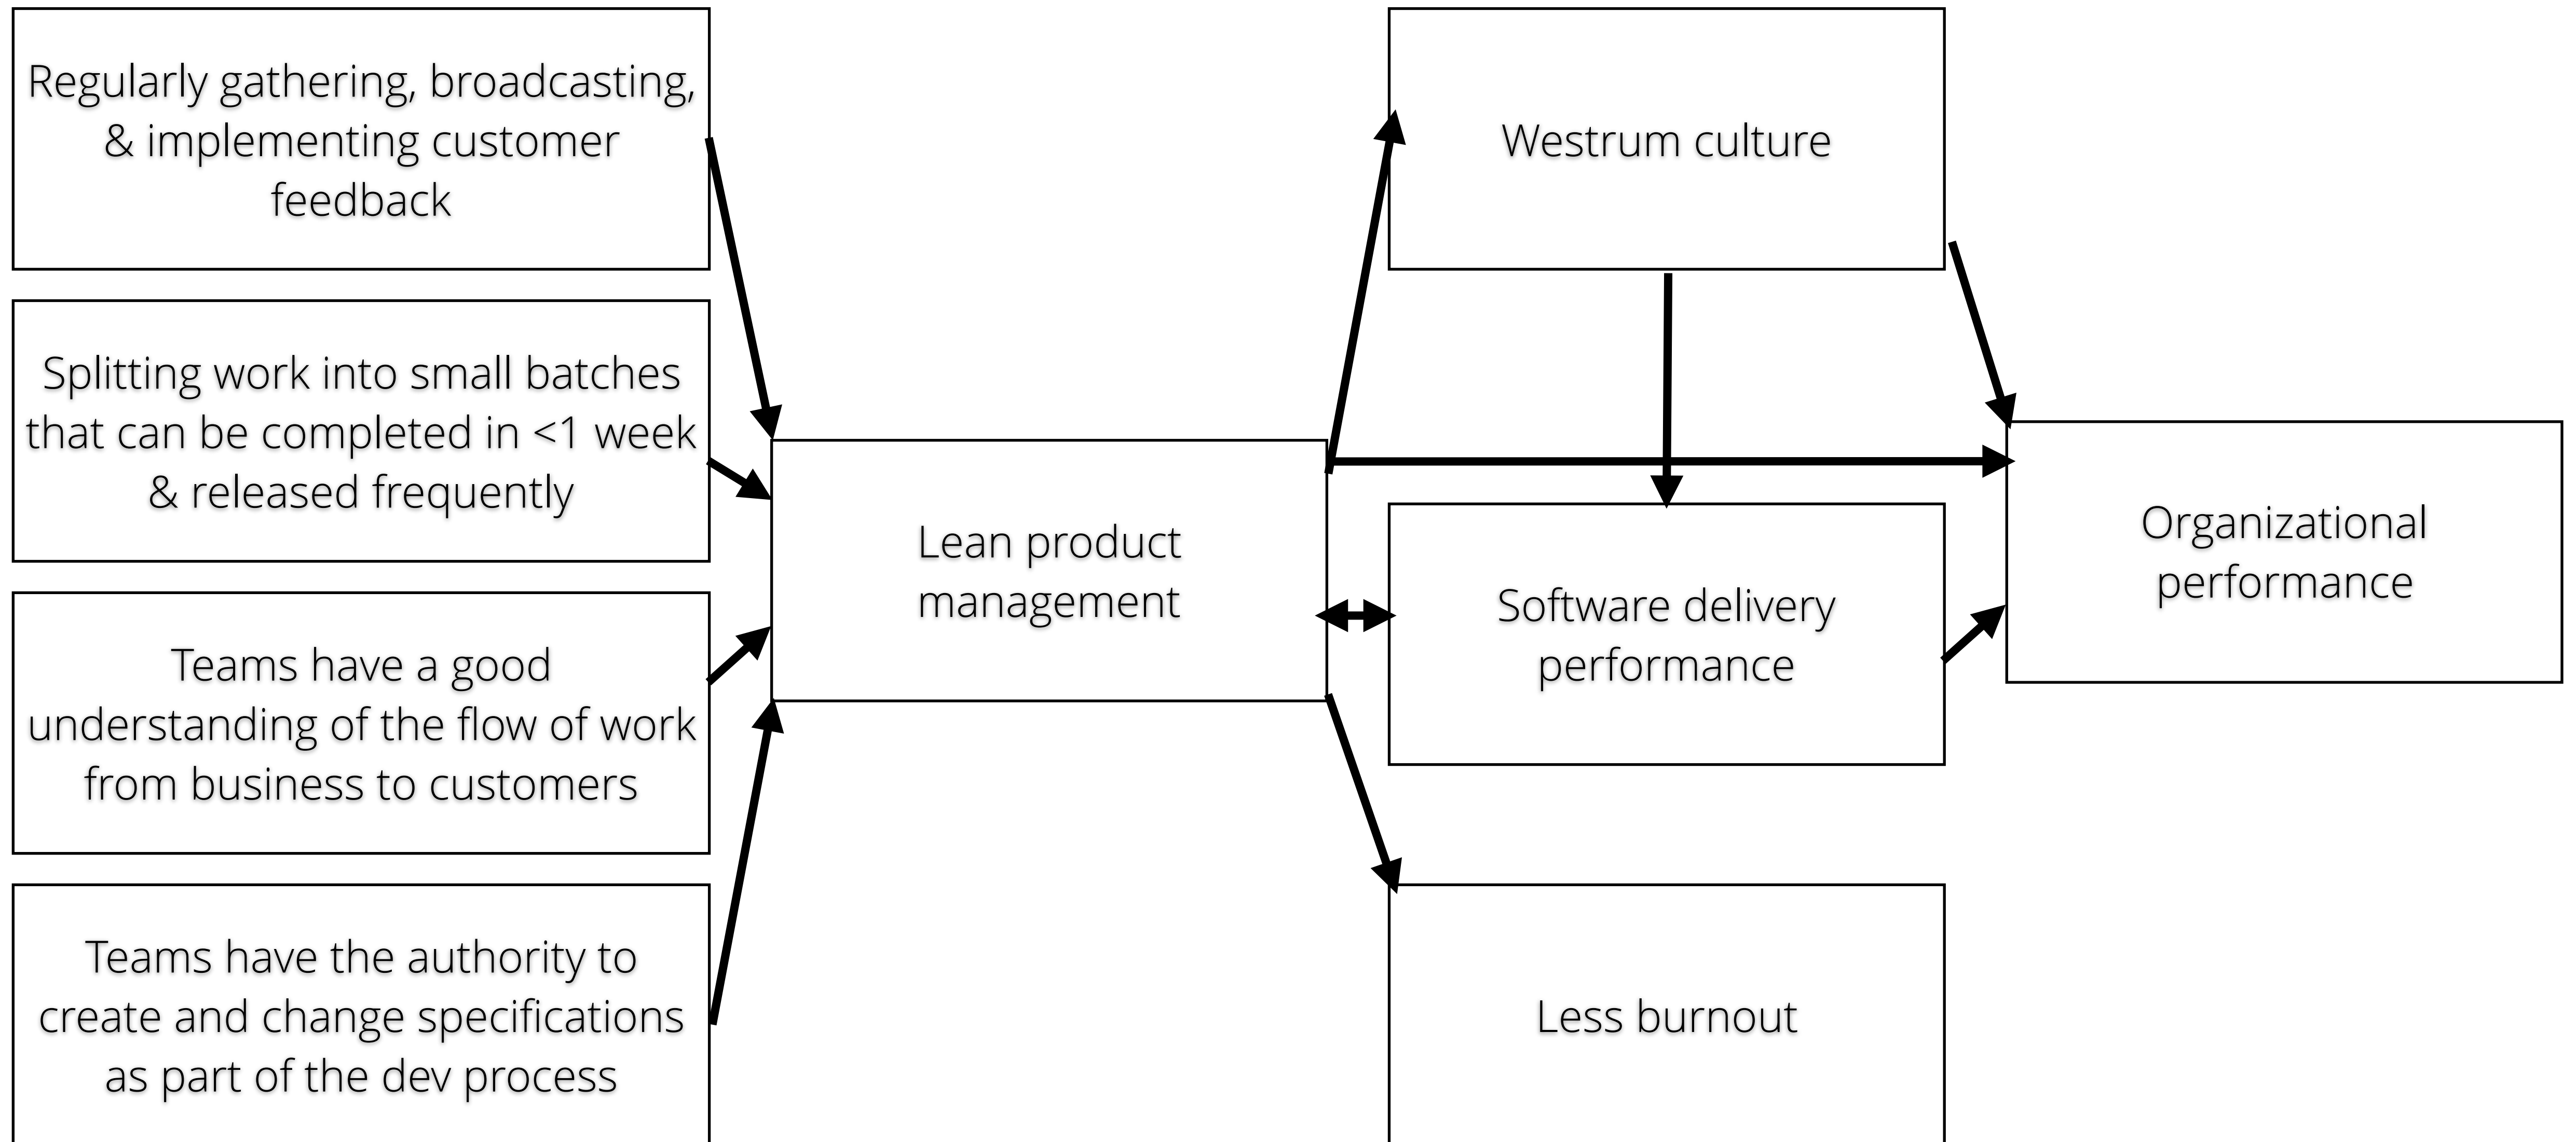 Regularly gathering, broadcasting,
& implementing customer
feedback
Splitting work into small batches
that can be completed in <1 week
& released frequently
Teams have a good
understanding of the flow of work
from business to customers
Teams have the authority to
create and change specifications
as part of the dev process
Lean product
management
Westrum culture
Software delivery
performance
Less burnout
Organizational
performance